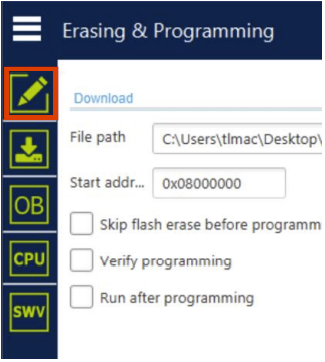 Erasing & Programming
Download
File path C:\Users\tlmac\Desktop\
Start addr... 0x08000000
Skip flash erase before programm
OB
Verify programming
CPU
Run after programming
SWV